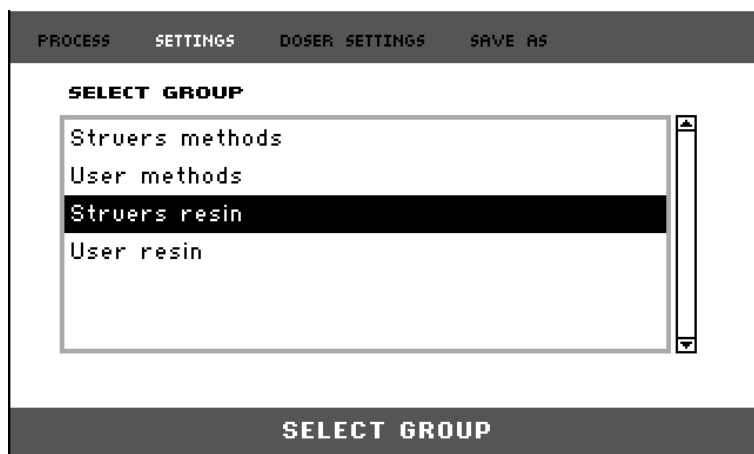 PROCESS SETTINGS DOSER SETTINGS SAVE AS
SELECT GROUP
Struers methods
User methods
Struers resin
User resin
SELECT GROUP